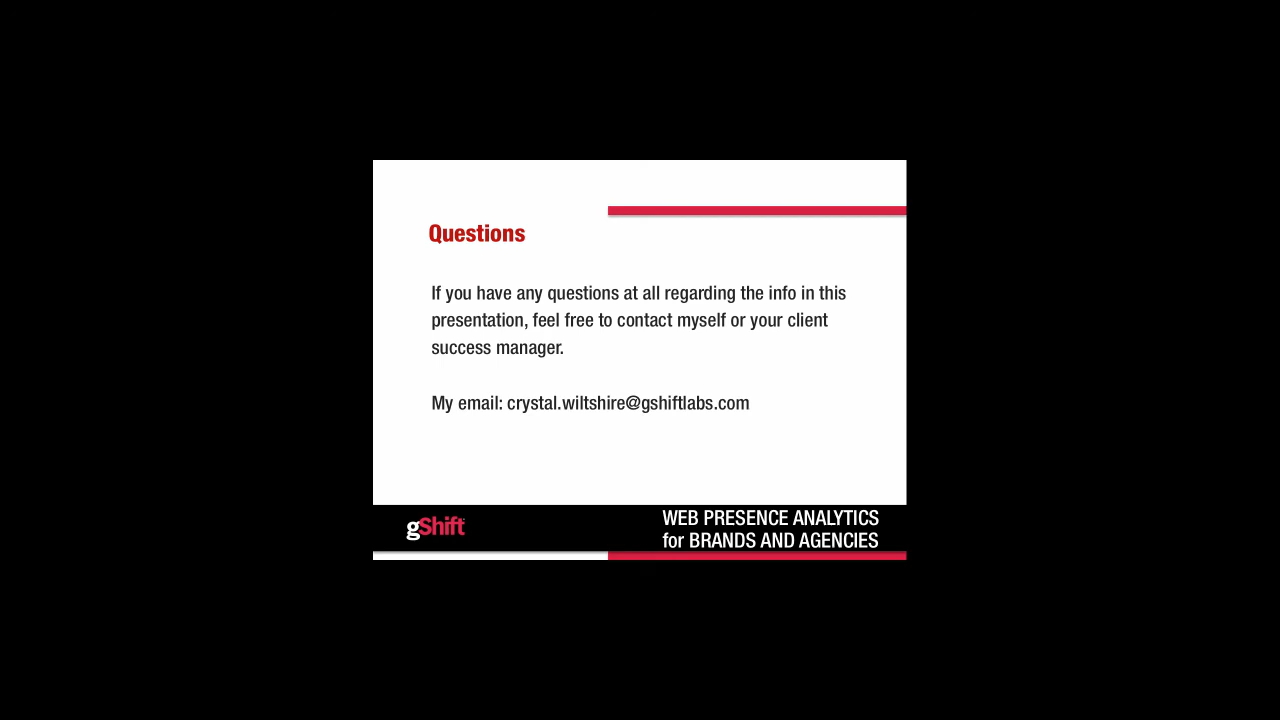 Questions
If you have any questions at all regarding the info in this
presentation, feel free to contact myself or your client
success manager.
My email: crystal.wiltshire@gshiftlabs.com
gShift
WEB PRESENCE ANALYTICS
for BRANDS AND AGENCIES